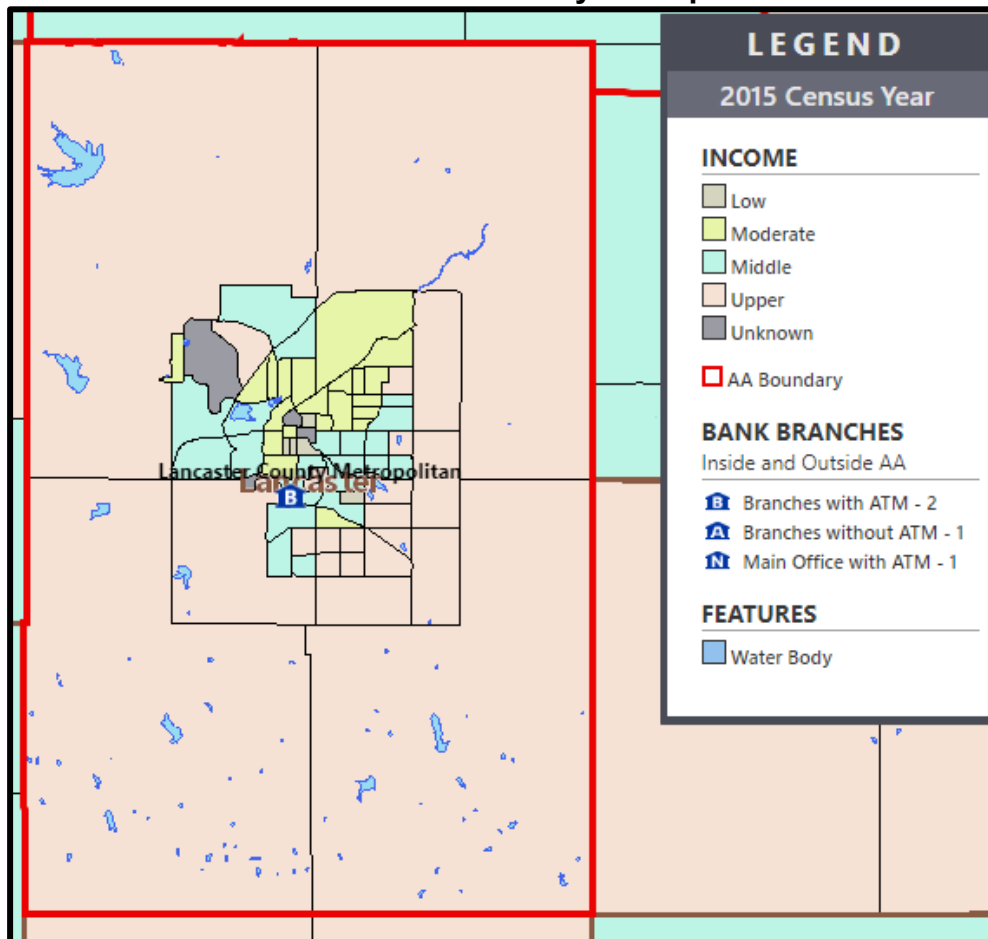 Lancaster County Metropolitan
Lancaster
B
LEGEND
2015 Census Year
INCOME
Low
Moderate
Middle
Upper
Unknown
AA Boundary
BANK BRANCHES
Inside and Outside AA
B Branches with ATM - 2
A Branches without ATM - 1
N Main Office with ATM - 1
FEATURES
Water Body